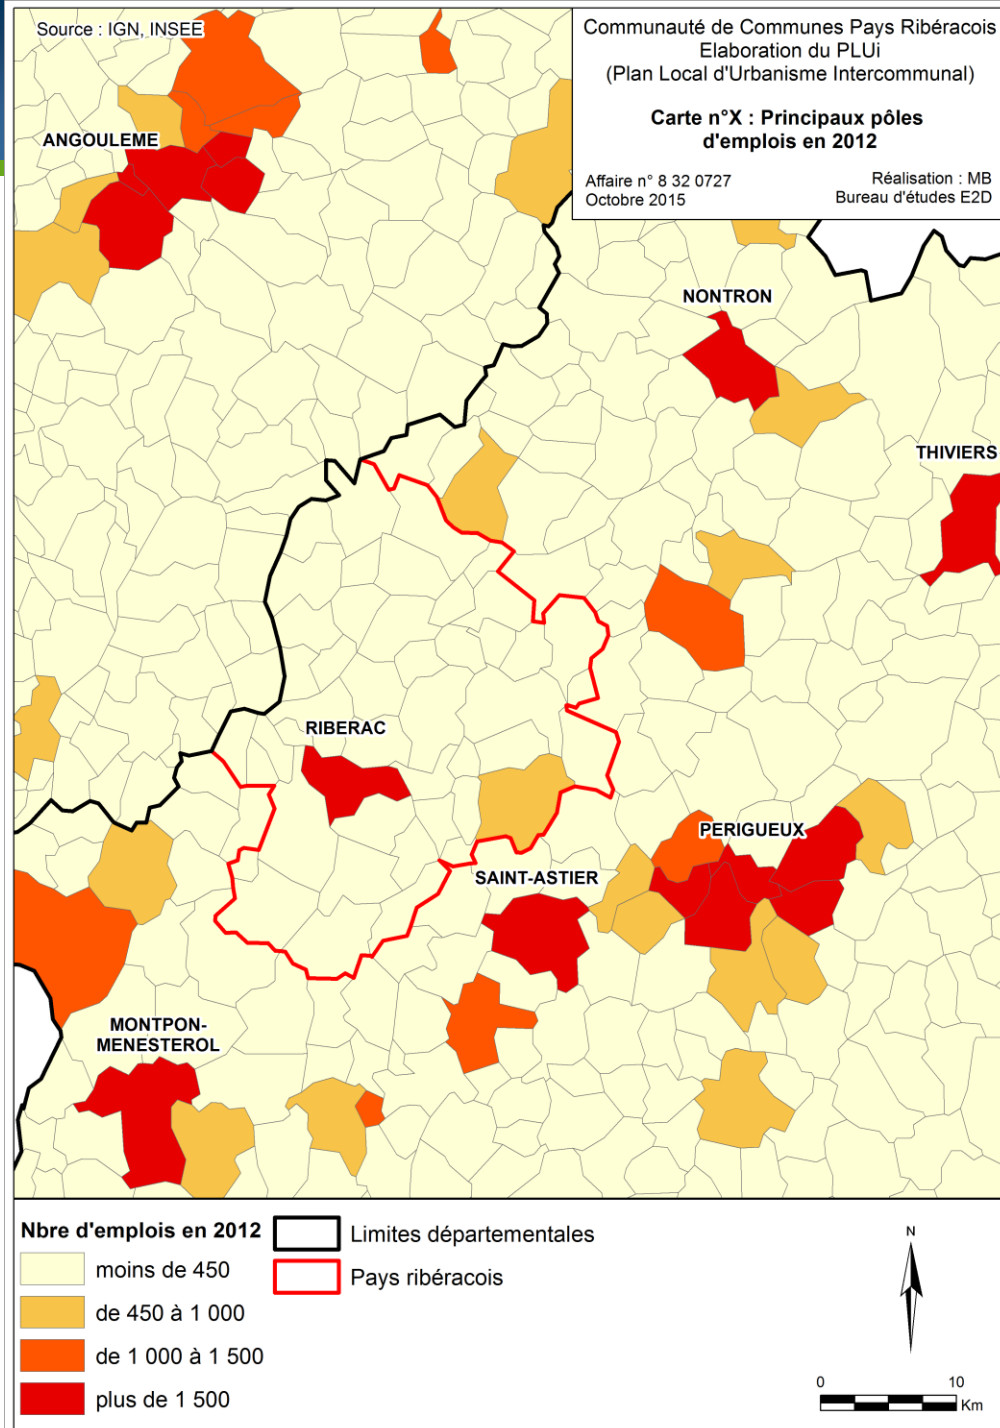 Source : IGN, INSEE
Communauté de Communes Pays Ribéracois
Elaboration du PLUi
(Plan Local d'Urbanisme Intercommunal)
Carte n°X : Principaux pôles
d'emplois en 2012
Affaire n° 8 32 0727
Octobre 2015
Réalisation : MB
Bureau d'études E2D
ANGOULEME
NONTRON
THIVIERS
RIBERAC
PERIGUEUX
SAINT-ASTIER
MONTPON-
MENESTEROL
Nbre d'emplois en 2012
moins de 450
de 450 à 1 000
de 1 000 à 1 500
plus de 1 500
Limites départementales
Pays ribéracois
N
0 10
Km